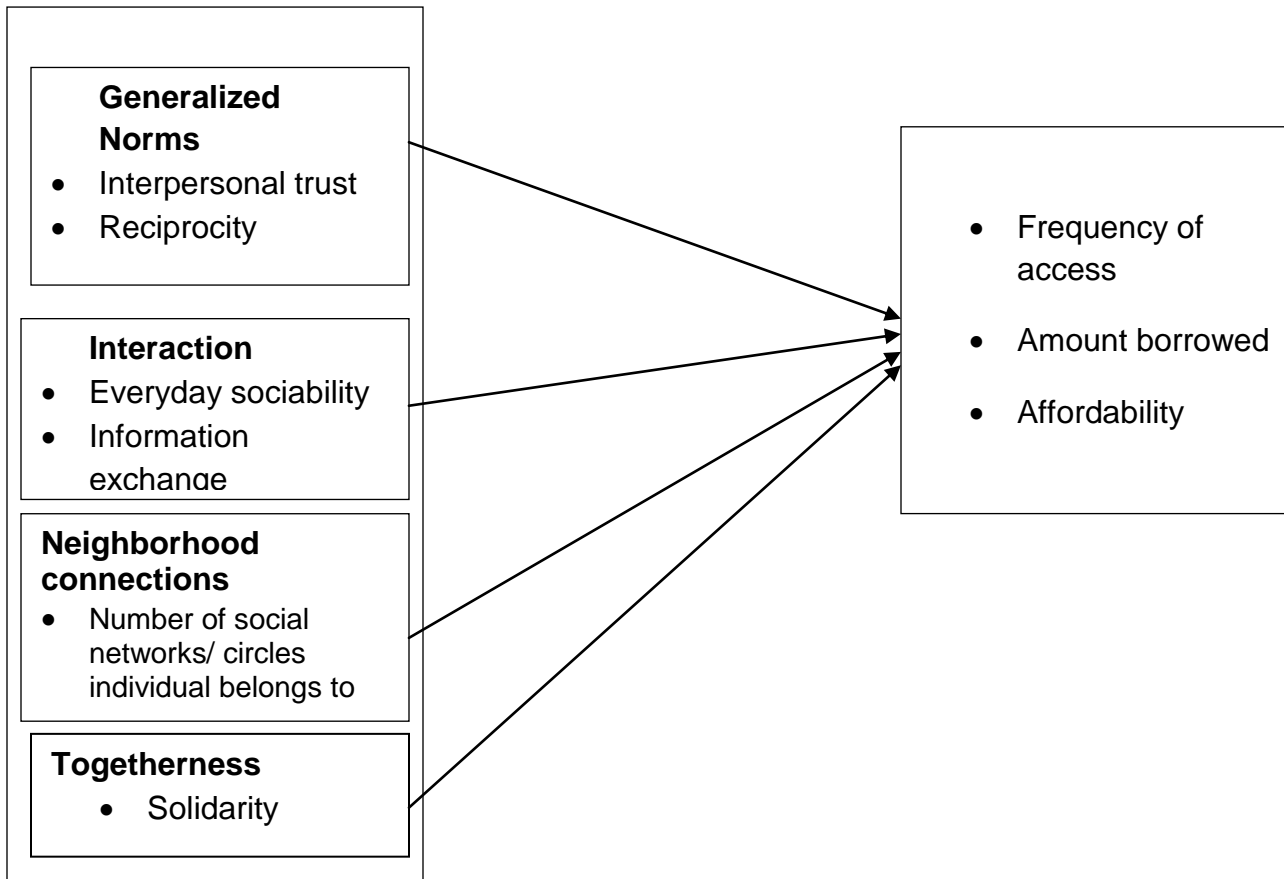 Generalized
Norms
• Interpersonal trust
• Reciprocity
Interaction
• Everyday sociability
• Information
exchange
Neighborhood
connections
• Number of social
networks/ circles
individual belongs to
Togetherness
• Solidarity
• Frequency of
access
• Amount borrowed
• Affordability